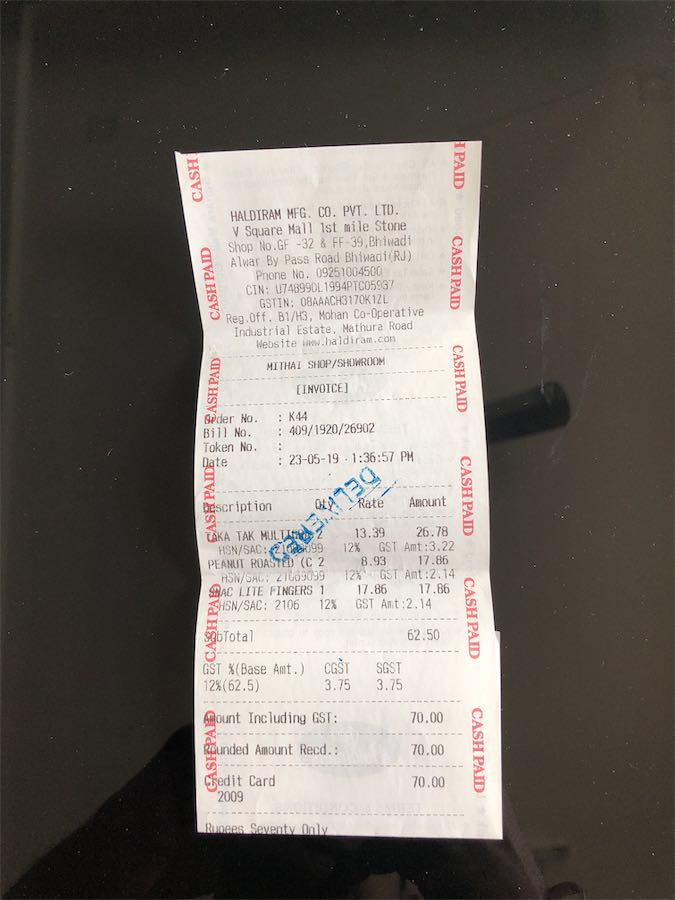 HALDIRAM MFG. CO. PVT. LTD.
V Square Mall 1st mile Stone
Shop No.GF -32 & FF-39,Bhiwadi
Alwar By Pass Road Bhiwadi(RJ)
Phone No. 09251004500
CIN: U74899DL1994PTC05937
GSTIN: 08AAACH3170K1ZL
Reg.Off. B1/H3, Mohan Co-Operative
Industrial Estate, Mathura Road
Website www.haldiram.com
MITHAI SHOP/SHOWROOM
[INVOICE]
Order No. : K44
Bill No. : 409/1920/26902
Token No. :
Date : 23-05-19 1:36:57 PM
DELIVERED
Description Qty Rate Amount
TAKA TAK 2 13.39 26.78
HSN/SAC: 12% GST Amt:3.22
PEANUT ROASTED (C 2 8.93 17.86
HSN/SAC: 21069099 12% GST Amt:2.14
SNAC LITE FINGERS 1 17.86 17.86
HSN/SAC: 2106 12% GST Amt:2.14
SubTotal 62.50
GST %(Base Amt.) CGST SGST
12%(62.5) 3.75 3.75
Amount Including GST: 70.00
Rounded Amount Recd.: 70.00
Credit Card 70.00
2009
Rupees Seventy Only
CASH
CASH PAID
CASH PAID
CASH PAID
CASH PAID
CASH PAID
H PAID
CASH PAID
CASH PAID
CASH PAID
CASH PAID
CASH PAID